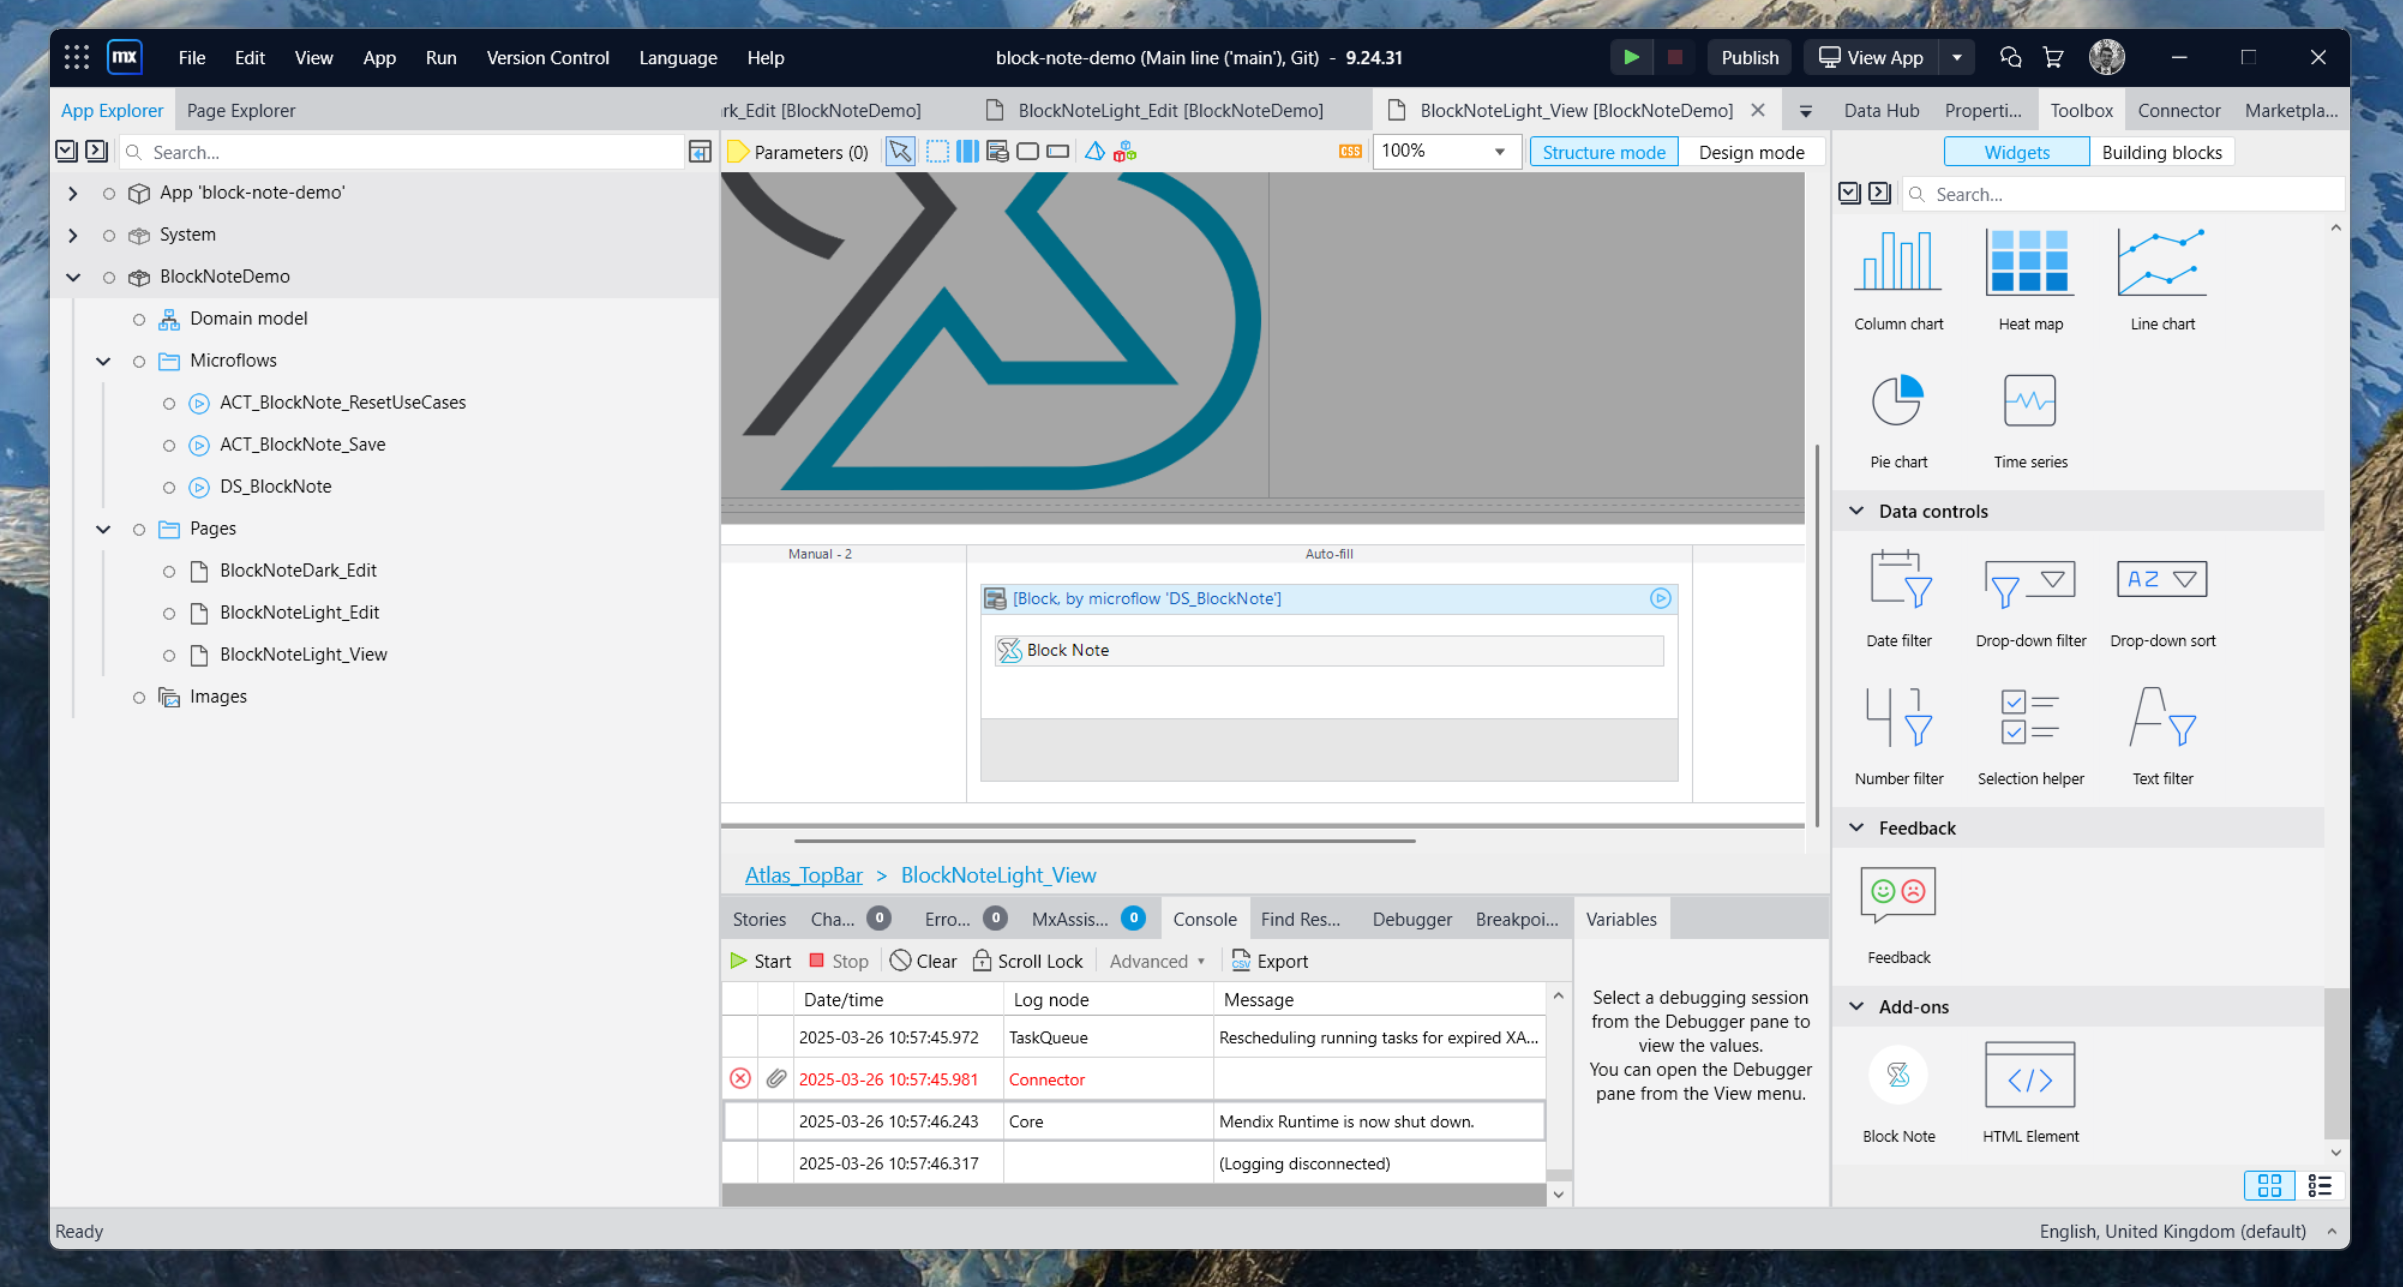 mx File Edit View App Run Version Control Language Help block-note-demo (Main line ('main'), Git) - 9.24.31 Publish View App
App Explorer Page Explorer
Search...
App 'block-note-demo'
System
BlockNoteDemo
Domain model
Microflows
ACT_BlockNote_ResetUseCases
ACT_BlockNote_Save
DS_BlockNote
Pages
BlockNoteDark_Edit
BlockNoteLight_Edit
BlockNoteLight_View
Images
rk_Edit [BlockNoteDemo] BlockNoteLight_Edit [BlockNoteDemo] BlockNoteLight_View [BlockNoteDemo]
Parameters (0) CSS 100% Structure mode Design mode
Manual - 2 Auto-fill
[Block, by microflow 'DS_BlockNote']
Block Note
Atlas_TopBar > BlockNoteLight_View
Stories Cha... 0 Erro... 0 MxAssis... 0 Console Find Res... Debugger Breakpoi... Variables
Start Stop Clear Scroll Lock Advanced CSV Export
Date/time Log node Message
2025-03-26 10:57:45.972 TaskQueue Rescheduling running tasks for expired XA...
2025-03-26 10:57:45.981 Connector
2025-03-26 10:57:46.243 Core Mendix Runtime is now shut down.
2025-03-26 10:57:46.317 (Logging disconnected)
Select a debugging session
from the Debugger pane to
view the values.
You can open the Debugger
pane from the View menu.
Data Hub Properti... Toolbox Connector Marketpla...
Widgets Building blocks
Search...
Column chart Heat map Line chart
Pie chart Time series
Data controls
AZ
Date filter Drop-down filter Drop-down sort
Number filter Selection helper Text filter
Feedback
Feedback
Add-ons
Block Note HTML Element
Ready English, United Kingdom (default)